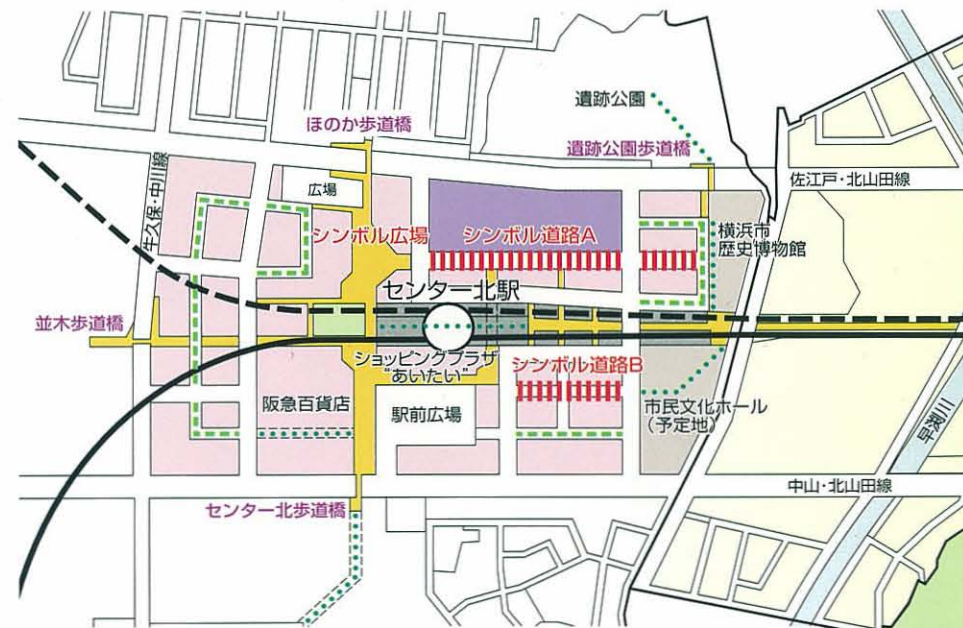 遺跡公園
ほのか歩道橋
遺跡公園歩道橋
佐江戸・北山田線
牛久保・中川線
広場
シンボル広場
シンボル道路A
横浜市
歴史博物館
センター北駅
並木歩道橋
ショッピングプラザ
“あいたい”
シンボル道路B
阪急百貨店
駅前広場
市民文化ホール
(予定地)
早渕川
中山・北山田線
センター北歩道橋